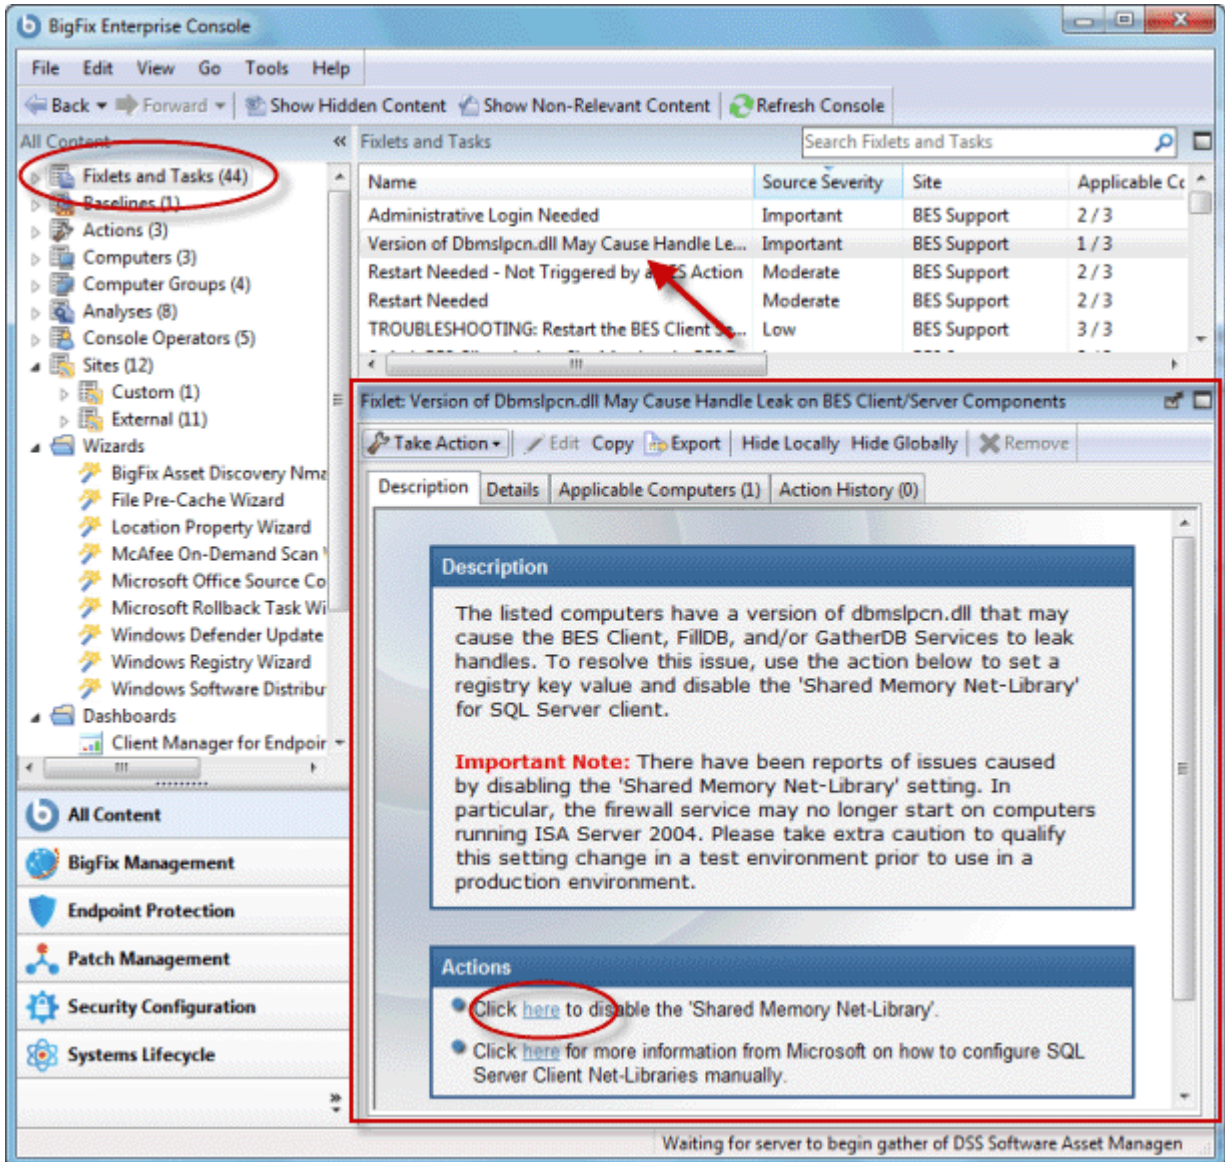 BigFix Enterprise Console
File Edit View Go Tools Help
Back Forward Show Hidden Content Show Non-Relevant Content Refresh Console
All Content
Fixlets and Tasks (44)
Baselines (1)
Actions (3)
Computers (3)
Computer Groups (4)
Analyses (8)
Console Operators (5)
Sites (12)
Custom (1)
External (11)
Wizards
BigFix Asset Discovery Nma
File Pre-Cache Wizard
Location Property Wizard
McAfee On-Demand Scan
Microsoft Office Source Co
Microsoft Rollback Task Wi
Windows Defender Update
Windows Registry Wizard
Windows Software Distribu
Dashboards
Client Manager for Endpoir
All Content
BigFix Management
Endpoint Protection
Patch Management
Security Configuration
Systems Lifecycle
Fixlets and Tasks Search Fixlets and Tasks
Name Source Severity Site Applicable Cc
Administrative Login Needed Important BES Support 2 / 3
Version of Dbmslpcn.dll May Cause Handle Le... Important BES Support 1 / 3
Restart Needed - Not Triggered by a BES Action Moderate BES Support 2 / 3
Restart Needed Moderate BES Support 2 / 3
TROUBLESHOOTING: Restart the BES Client Se... Low BES Support 3 / 3
Fixlet: Version of Dbmslpcn.dll May Cause Handle Leak on BES Client/Server Components
Take Action Edit Copy Export Hide Locally Hide Globally Remove
Description Details Applicable Computers (1) Action History (0)
Description
The listed computers have a version of dbmslpcn.dll that may
cause the BES Client, FillDB, and/or GatherDB Services to leak
handles. To resolve this issue, use the action below to set a
registry key value and disable the 'Shared Memory Net-Library'
for SQL Server client.
Important Note: There have been reports of issues caused
by disabling the 'Shared Memory Net-Library' setting. In
particular, the firewall service may no longer start on computers
running ISA Server 2004. Please take extra caution to qualify
this setting change in a test environment prior to use in a
production environment.
Actions
Click here to disable the 'Shared Memory Net-Library'.
Click here for more information from Microsoft on how to configure SQL
Server Client Net-Libraries manually.
Waiting for server to begin gather of DSS Software Asset Managen